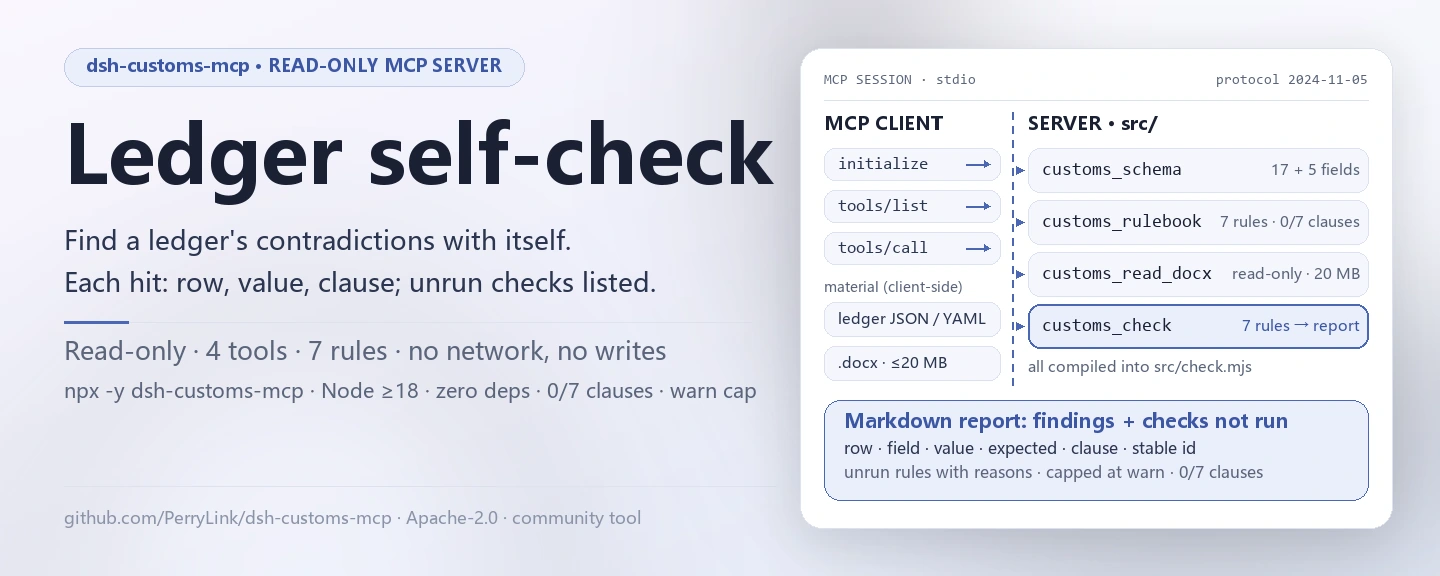 dsh-customs-mcp • READ-ONLY MCP SERVER
Ledger self-check
Find a ledger's contradictions with itself.
Each hit: row, value, clause; unrun checks listed.
Read-only · 4 tools · 7 rules · no network, no writes
npx -y dsh-customs-mcp · Node ≥18 · zero deps · 0/7 clauses · warn cap
github.com/PerryLink/dsh-customs-mcp · Apache-2.0 · community tool
MCP SESSION · stdio
protocol 2024-11-05
MCP CLIENT
initialize →
tools/list →
tools/call →
material (client-side)
ledger JSON / YAML
.docx · ≤20 MB
SERVER • src/
customs_schema 17 + 5 fields
customs_rulebook 7 rules · 0/7 clauses
customs_read_docx read-only · 20 MB
customs_check 7 rules → report
all compiled into src/check.mjs
Markdown report: findings + checks not run
row · field · value · expected · clause · stable id
unrun rules with reasons · capped at warn · 0/7 clauses